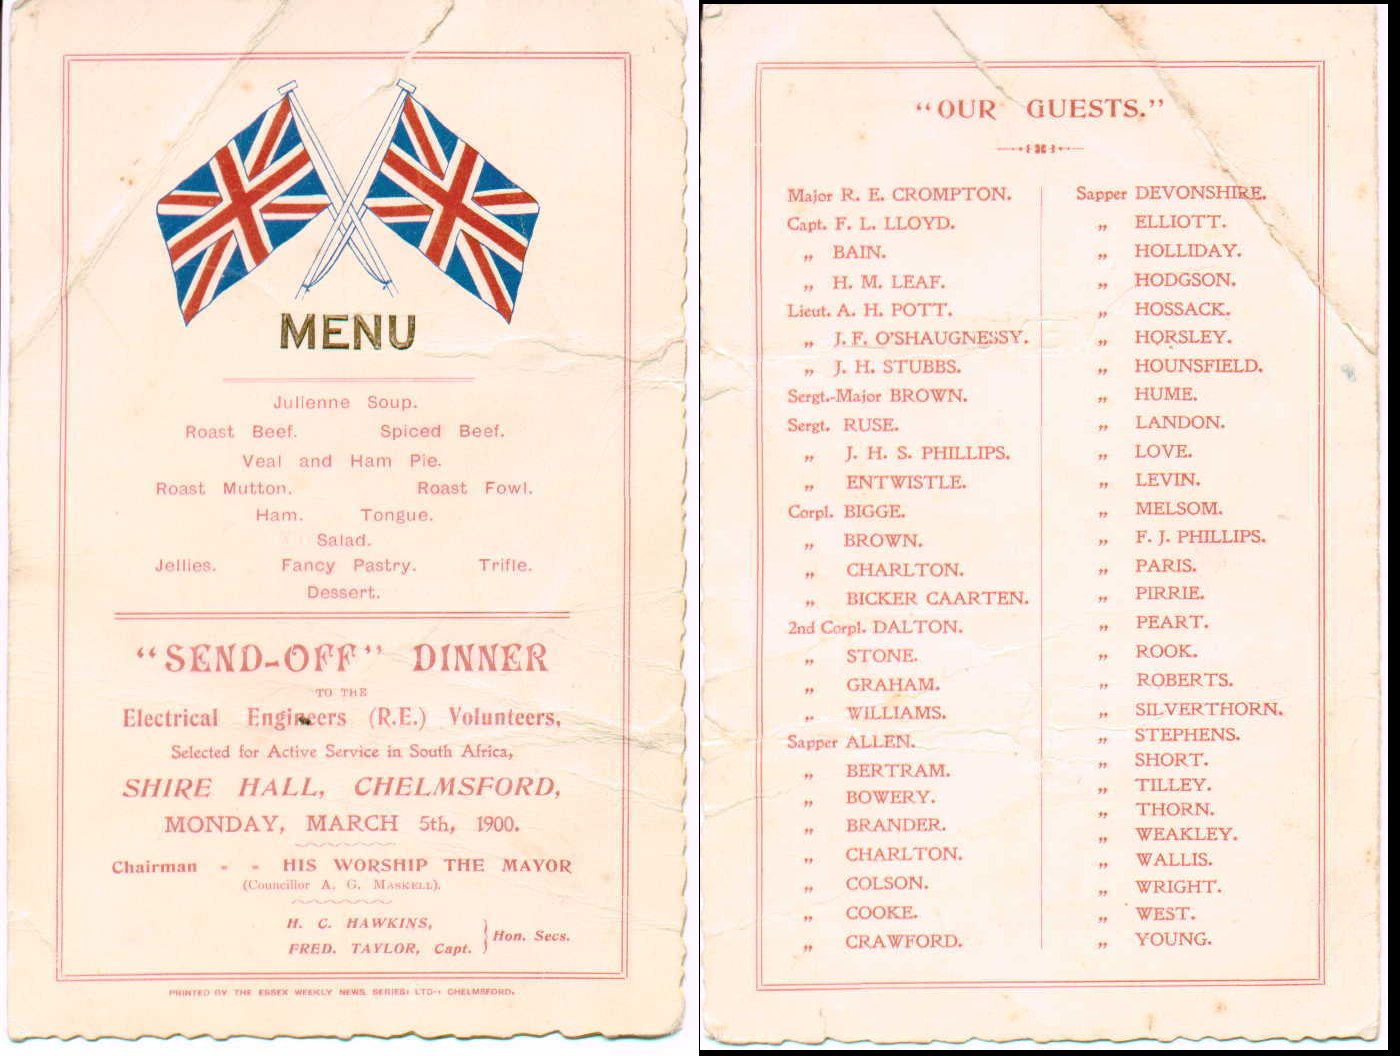 MENU
Julienne Soup.
Roast Beef. Spiced Beef.
Veal and Ham Pie.
Roast Mutton. Roast Fowl.
Ham. Tongue.
Salad.
Jellies. Fancy Pastry. Trifle.
Dessert.
"SEND-OFF" DINNER
TO THE
Electrical Engineers (R.E.) Volunteers,
Selected for Active Service in South Africa,
SHIRE HALL, CHELMSFORD,
MONDAY, MARCH 5th, 1900.
Chairman - - HIS WORSHIP THE MAYOR
(Councillor A. G. MASKELL).
H. C. HAWKINS,
FRED. TAYLOR, Capt. } Hon. Secs.
PRINTED BY THE ESSEX WEEKLY NEWS SERIES, LTD., CHELMSFORD.
"OUR GUESTS."
Major R. E. CROMPTON.
Capt. F. L. LLOYD.
„ BAIN.
„ H. M. LEAF.
Lieut. A. H. POTT.
„ J. F. O'SHAUGNESSY.
„ J. H. STUBBS.
Sergt.-Major BROWN.
Sergt. RUSE.
„ J. H. S. PHILLIPS.
„ ENTWISTLE.
Corpl. BIGGE.
„ BROWN.
„ CHARLTON.
„ BICKER CAARTEN.
2nd Corpl. DALTON.
„ STONE.
„ GRAHAM.
„ WILLIAMS.
Sapper ALLEN.
„ BERTRAM.
„ BOWERY.
„ BRANDER.
„ CHARLTON.
„ COLSON.
„ COOKE.
„ CRAWFORD.
Sapper DEVONSHIRE.
„ ELLIOTT.
„ HOLLIDAY.
„ HODGSON.
„ HOSSACK.
„ HORSLEY.
„ HOUNSFIELD.
„ HUME.
„ LANDON.
„ LOVE.
„ LEVIN.
„ MELSOM.
„ F. J. PHILLIPS.
„ PARIS.
„ PIRRIE.
„ PEART.
„ ROOK.
„ ROBERTS.
„ SILVERTHORN.
„ STEPHENS.
„ SHORT.
„ TILLEY.
„ THORN.
„ WEAKLEY.
„ WALLIS.
„ WRIGHT.
„ WEST.
„ YOUNG.